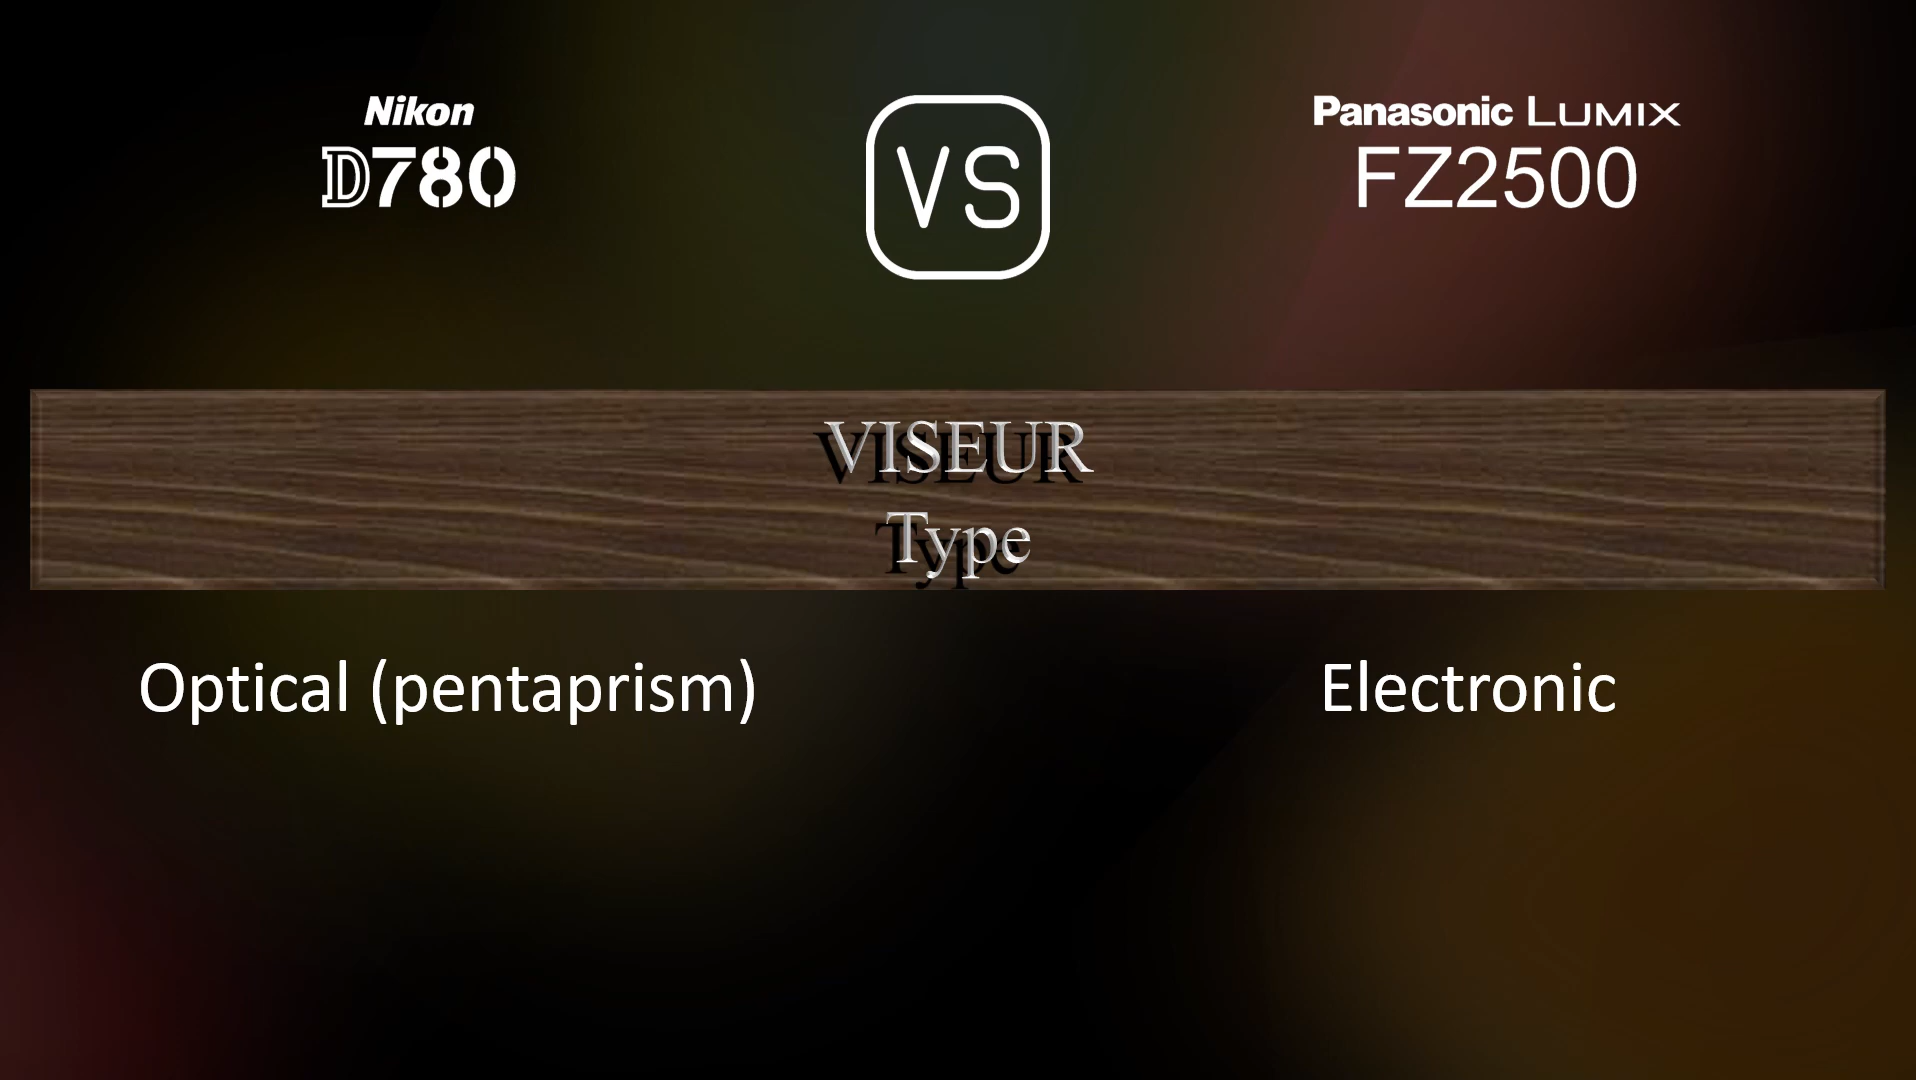 Nikon
D780
VS
Panasonic LUMIX
FZ2500
VISEUR
Type
Optical (pentaprism)
Electronic